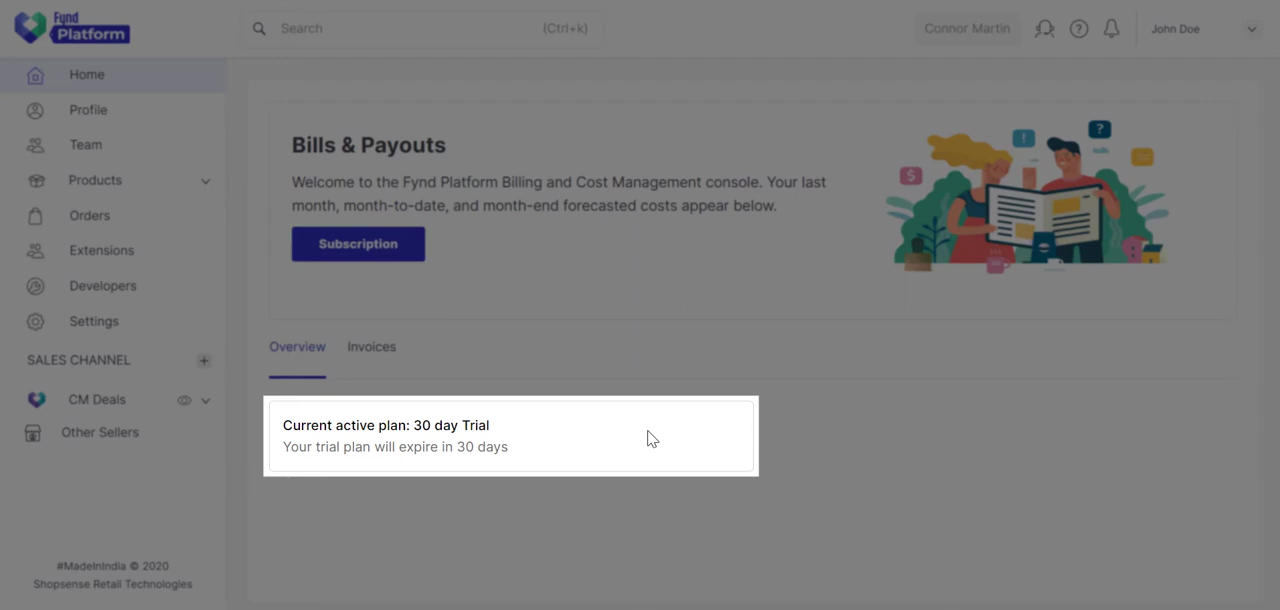 Fynd
Platform
Search
(Ctrl+k)
Connor Martin
?
John Doe
Home
Profile
Team
Products
Orders
Extensions
Developers
Settings
SALES CHANNEL
+
CM Deals
Other Sellers
#MadeInIndia © 2020
Shopsense Retail Technologies
Bills & Payouts
Welcome to the Fynd Platform Billing and Cost Management console. Your last
month, month-to-date, and month-end forecasted costs appear below.
Subscription
?
!
$
Overview
Invoices
Current active plan: 30 day Trial
Your trial plan will expire in 30 days